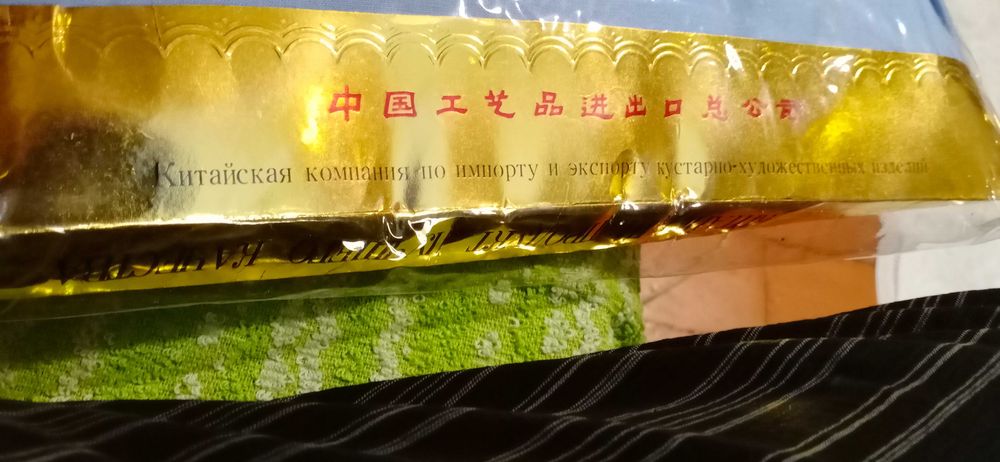 中国工艺品进出口总公司
Китайская компания по импорту и экспорту кустарно-художественных изделий